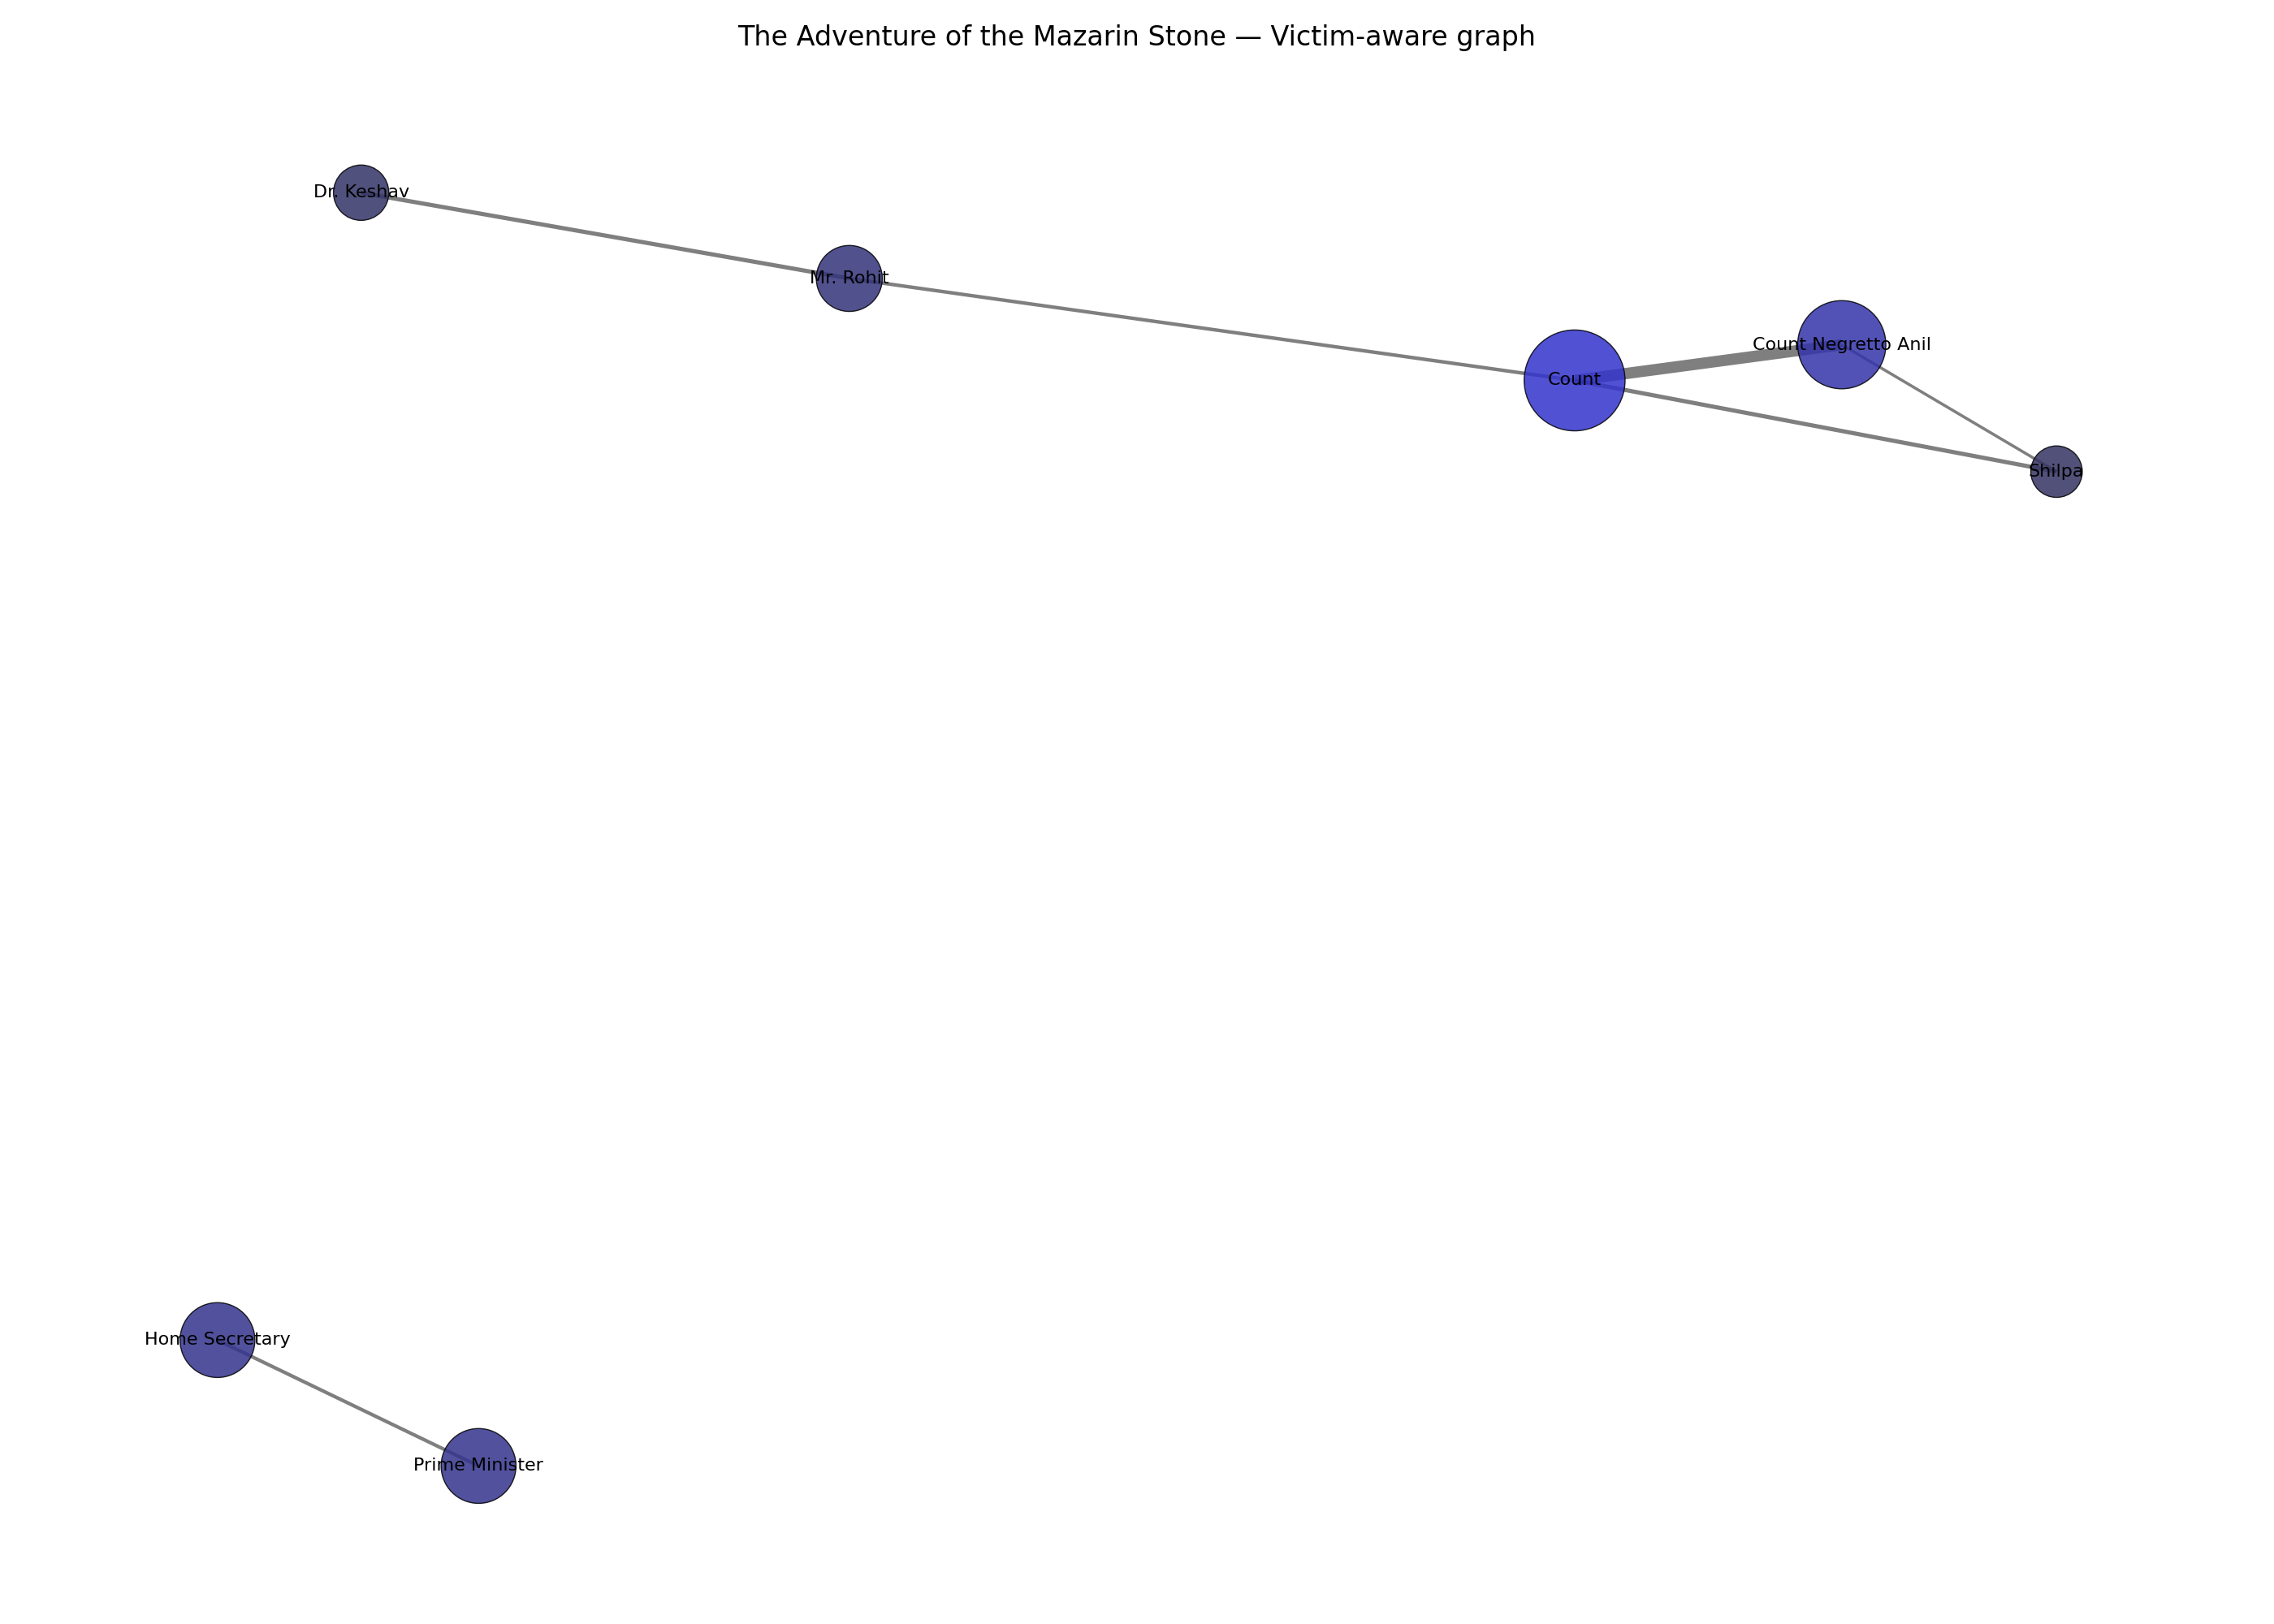 The Adventure of the Mazarin Stone — Victim-aware graph
Dr. Keshav
Mr. Rohit
Count Negretto Anil
Count
Shilpa
Home Secretary
Prime Minister